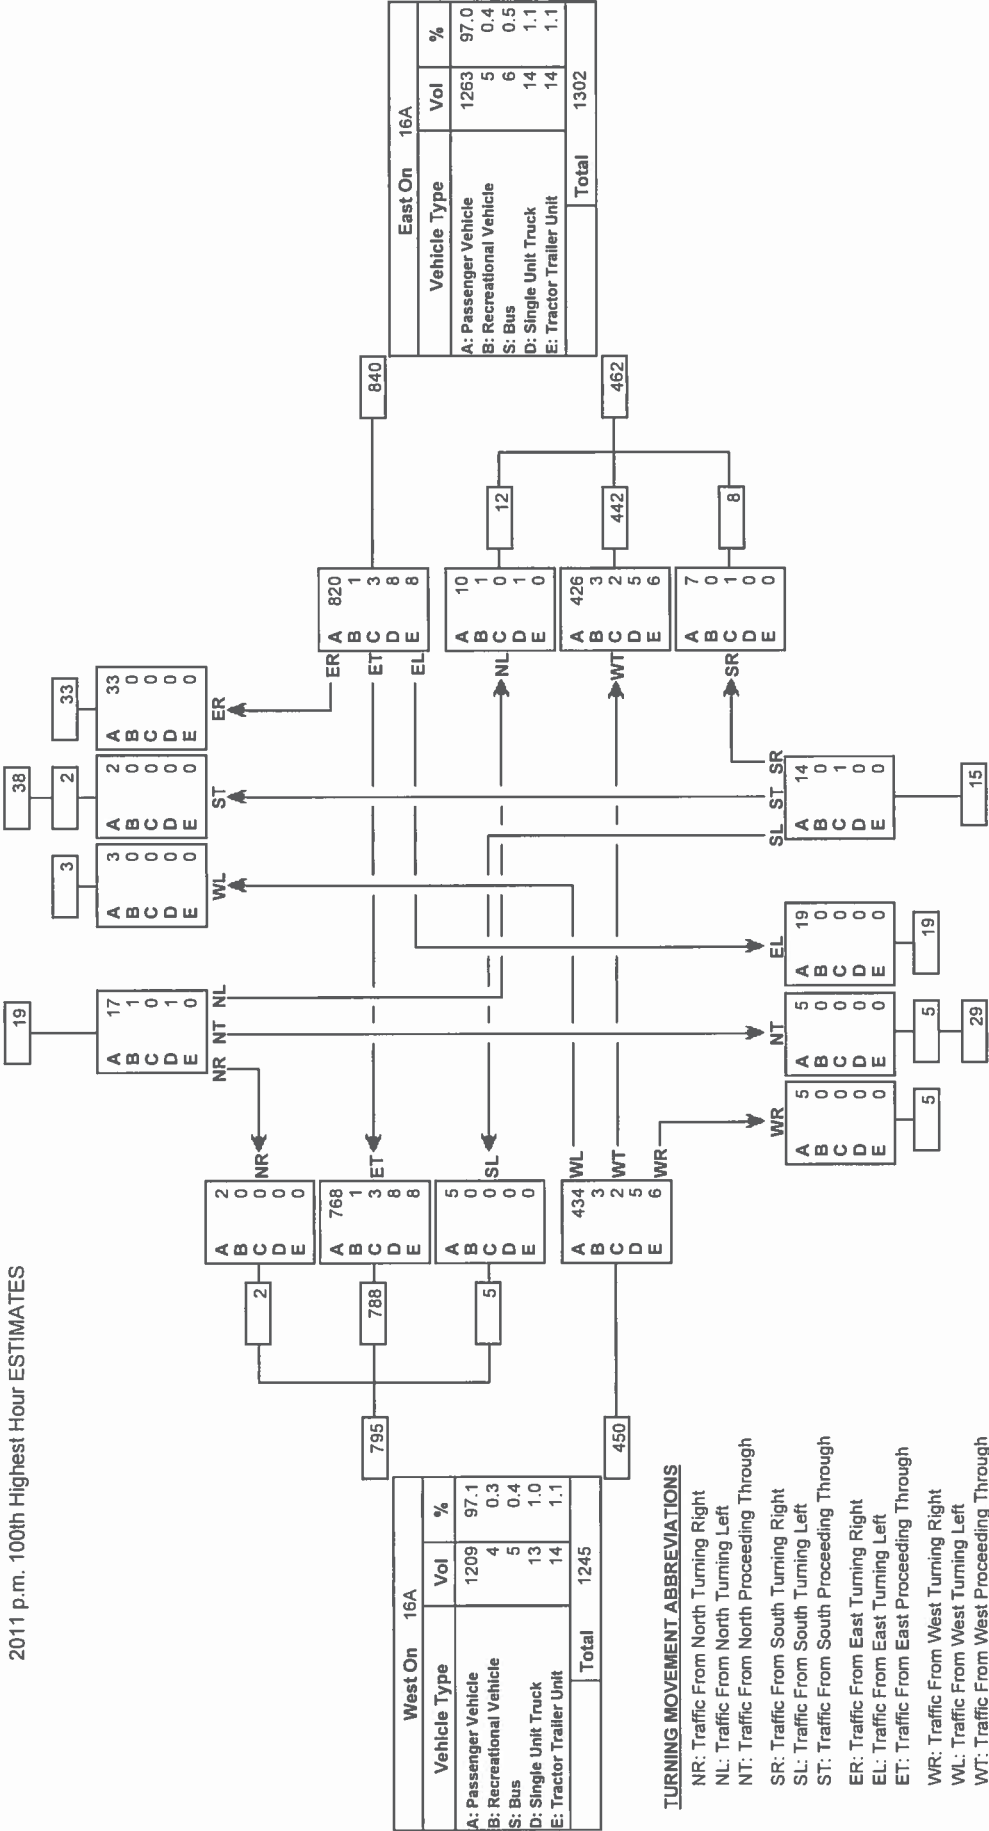 2011 p.m. 100th Highest Hour ESTIMATES
19
NR NT NL
A 17
B 1
C 0
D 1
E 0
38
3
A 3
B 0
C 0
D 0
E 0
WL
2
A 2
B 0
C 0
D 0
E 0
ST
33
A 33
B 0
C 0
D 0
E 0
ER
West On 16A
Vehicle Type Vol %
A: Passenger Vehicle 1209 97.1
B: Recreational Vehicle 4 0.3
S: Bus 5 0.4
D: Single Unit Truck 13 1.0
E: Tractor Trailer Unit 14 1.1
Total 1245
795
2
A 2
B 0
C 0
D 0
E 0
NR
788
A 768
B 1
C 3
D 8
E 8
ET
5
A 5
B 0
C 0
D 0
E 0
SL
450
A 434
B 3
C 2
D 5
E 6
WL
WT
WR
ER
ET
EL
A 820
B 1
C 3
D 8
E 8
840
NL
A 10
B 1
C 0
D 1
E 0
12
WT
A 426
B 3
C 2
D 5
E 6
442
462
SR
A 7
B 0
C 1
D 0
E 0
8
East On 16A
Vehicle Type Vol %
A: Passenger Vehicle 1263 97.0
B: Recreational Vehicle 5 0.4
S: Bus 6 0.5
D: Single Unit Truck 14 1.1
E: Tractor Trailer Unit 14 1.1
Total 1302
WR
A 5
B 0
C 0
D 0
E 0
5
NT
A 5
B 0
C 0
D 0
E 0
5
29
EL
A 19
B 0
C 0
D 0
E 0
19
SL ST SR
A 14
B 0
C 1
D 0
E 0
15
TURNING MOVEMENT ABBREVIATIONS
NR: Traffic From North Turning Right
NL: Traffic From North Turning Left
NT: Traffic From North Proceeding Through
SR: Traffic From South Turning Right
SL: Traffic From South Turning Left
ST: Traffic From South Proceeding Through
ER: Traffic From East Turning Right
EL: Traffic From East Turning Left
ET: Traffic From East Proceeding Through
WR: Traffic From West Turning Right
WL: Traffic From West Turning Left
WT: Traffic From West Proceeding Through